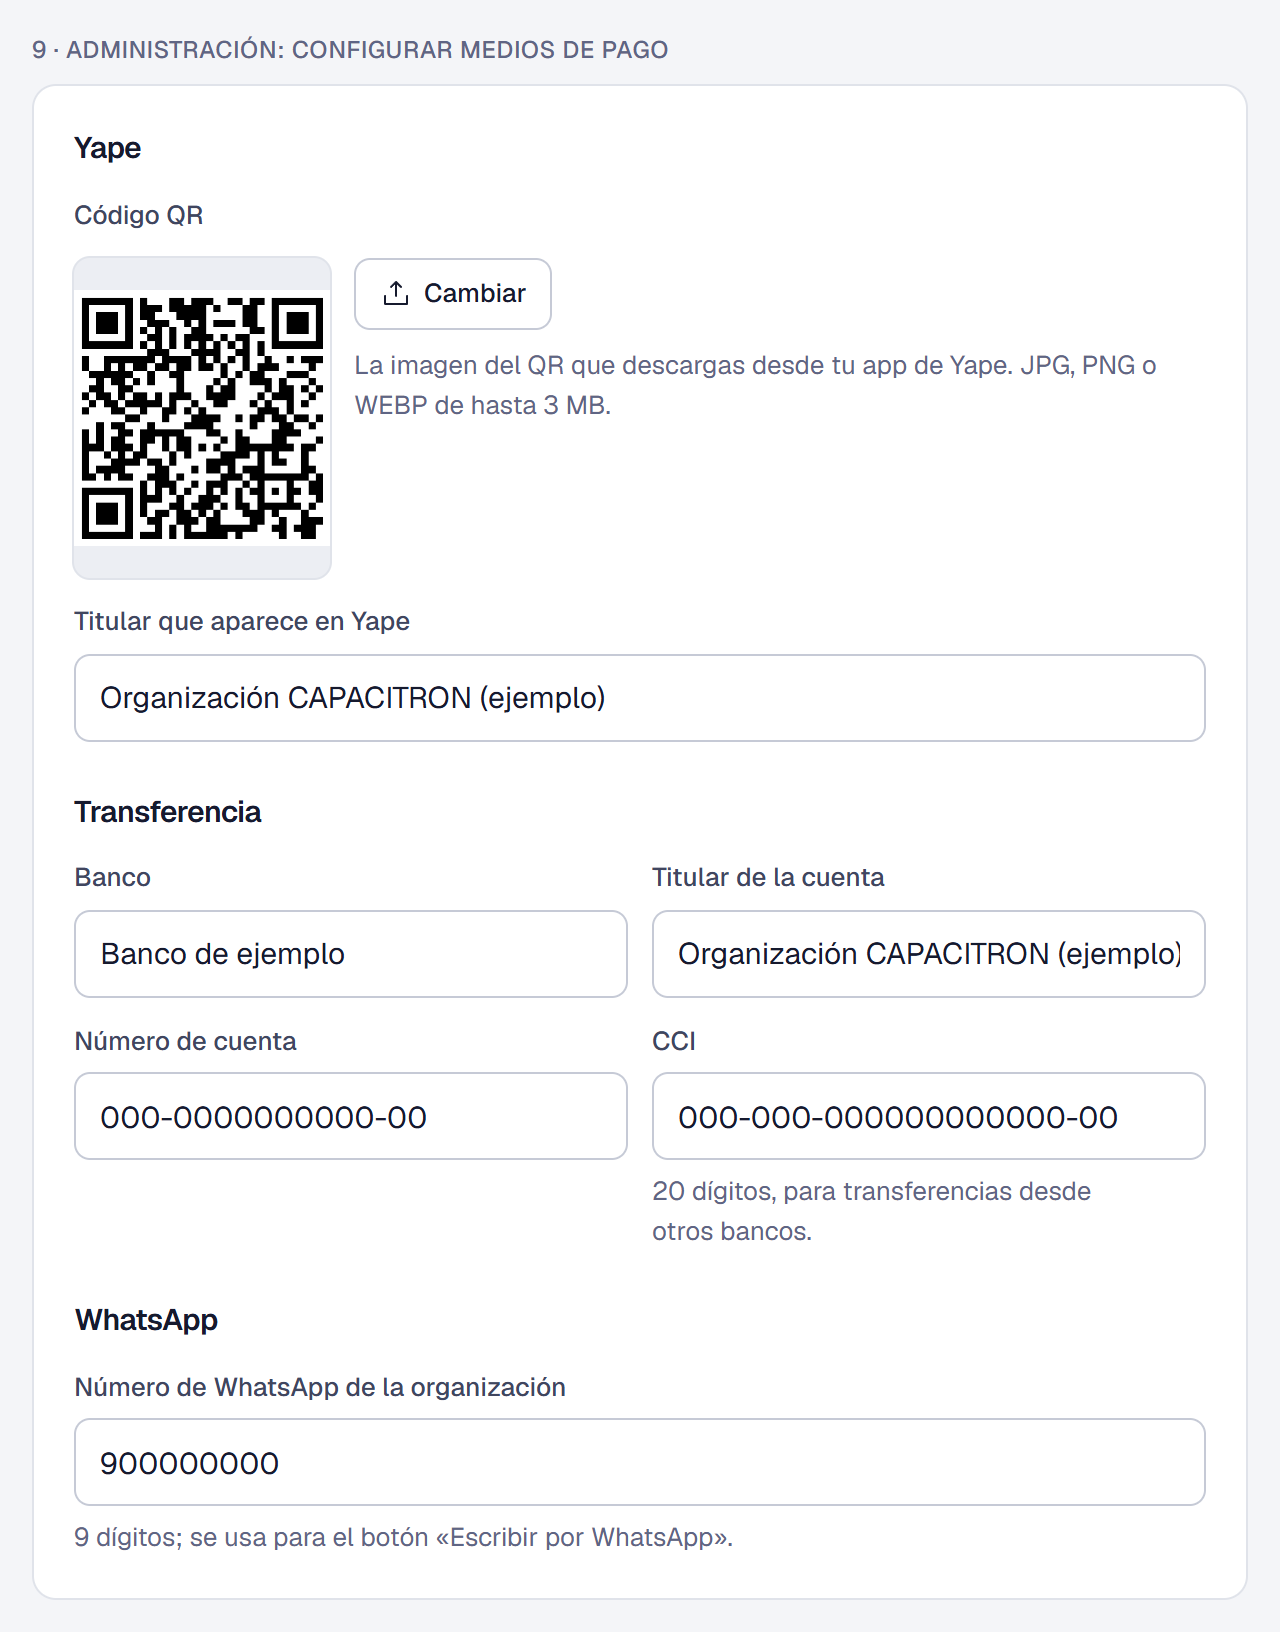 9 · ADMINISTRACIÓN: CONFIGURAR MEDIOS DE PAGO
Yape
Código QR
Cambiar
La imagen del QR que descargas desde tu app de Yape. JPG, PNG o
WEBP de hasta 3 MB.
Titular que aparece en Yape
Organización CAPACITRON (ejemplo)
Transferencia
Banco
Titular de la cuenta
Banco de ejemplo
Organización CAPACITRON (ejemplo)
Número de cuenta
CCI
000-0000000000-00
000-000-000000000000-00
20 dígitos, para transferencias desde
otros bancos.
WhatsApp
Número de WhatsApp de la organización
900000000
9 dígitos; se usa para el botón «Escribir por WhatsApp».